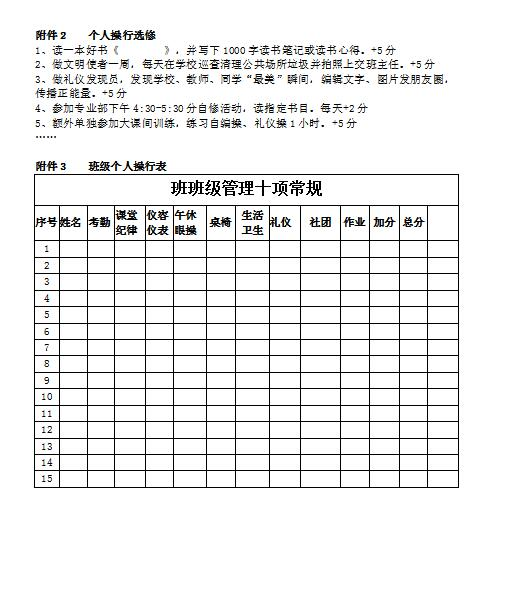 附件2 个人操行选修
1、读一本好书《 》，并写下1000字读书笔记或读书心得。+5分
2、做文明使者一周，每天在学校巡查清理公共场所垃圾并拍照上交班主任。+5分
3、做礼仪发现员，发现学校、教师、同学“最美”瞬间，编辑文字、图片发朋友圈，
传播正能量。+5分
4、参加专业部下午4:30-5:30分自修活动，读指定书目。每天+2分
5、额外单独参加大课间训练，练习自编操、礼仪操1小时。+5分
……
附件3 班级个人操行表
班班级管理十项常规
序号 姓名 考勤 课堂纪律 仪容仪表 午休眼操 桌椅 生活卫生 礼仪 社团 作业 加分 总分
1
2
3
4
5
6
7
8
9
10
11
12
13
14
15